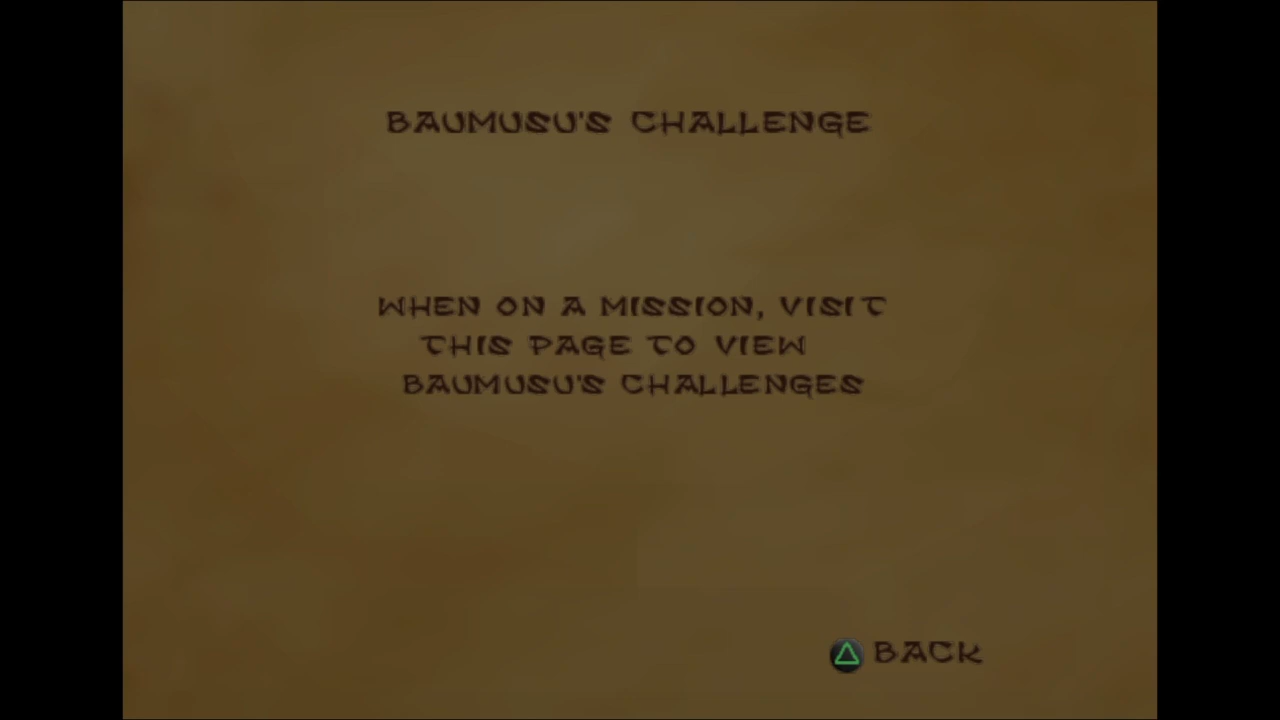 BAUMUSU'S CHALLENGE
WHEN ON A MISSION, VISIT
THIS PAGE TO VIEW
BAUMUSU'S CHALLENGES
BACK